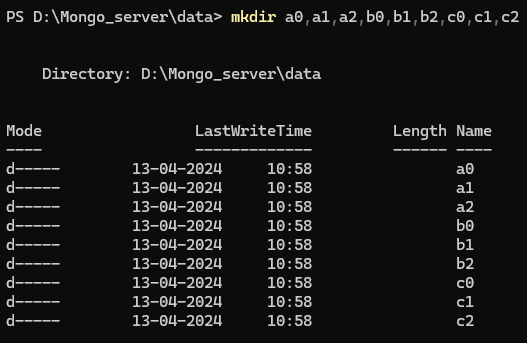 PS D:\Mongo_server\data> mkdir a0,a1,a2,b0,b1,b2,c0,c1,c2
Directory: D:\Mongo_server\data
Mode LastWriteTime Length Name
---- ------------- ------ ----
d----- 13-04-2024 10:58 a0
d----- 13-04-2024 10:58 a1
d----- 13-04-2024 10:58 a2
d----- 13-04-2024 10:58 b0
d----- 13-04-2024 10:58 b1
d----- 13-04-2024 10:58 b2
d----- 13-04-2024 10:58 c0
d----- 13-04-2024 10:58 c1
d----- 13-04-2024 10:58 c2